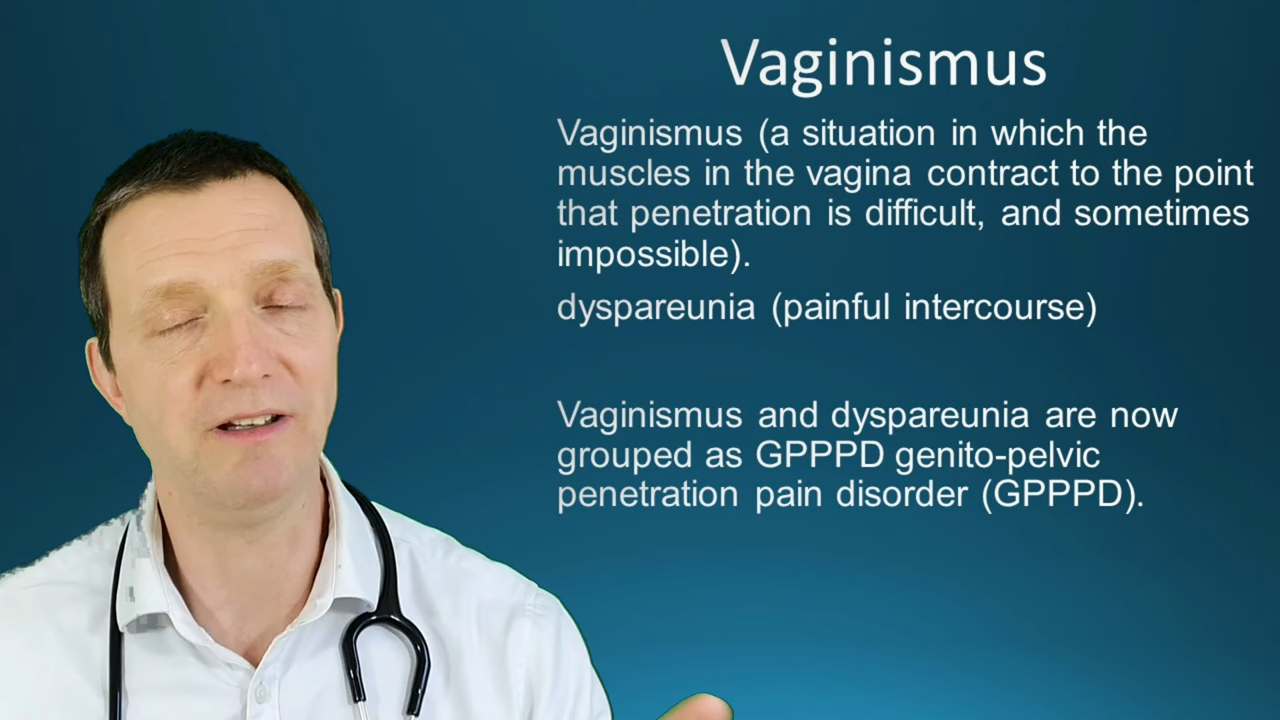 Vaginismus
Vaginismus (a situation in which the
muscles in the vagina contract to the point
that penetration is difficult, and sometimes
impossible).
dyspareunia (painful intercourse)
Vaginismus and dyspareunia are now
grouped as GPPPD genito-pelvic
penetration pain disorder (GPPPD).